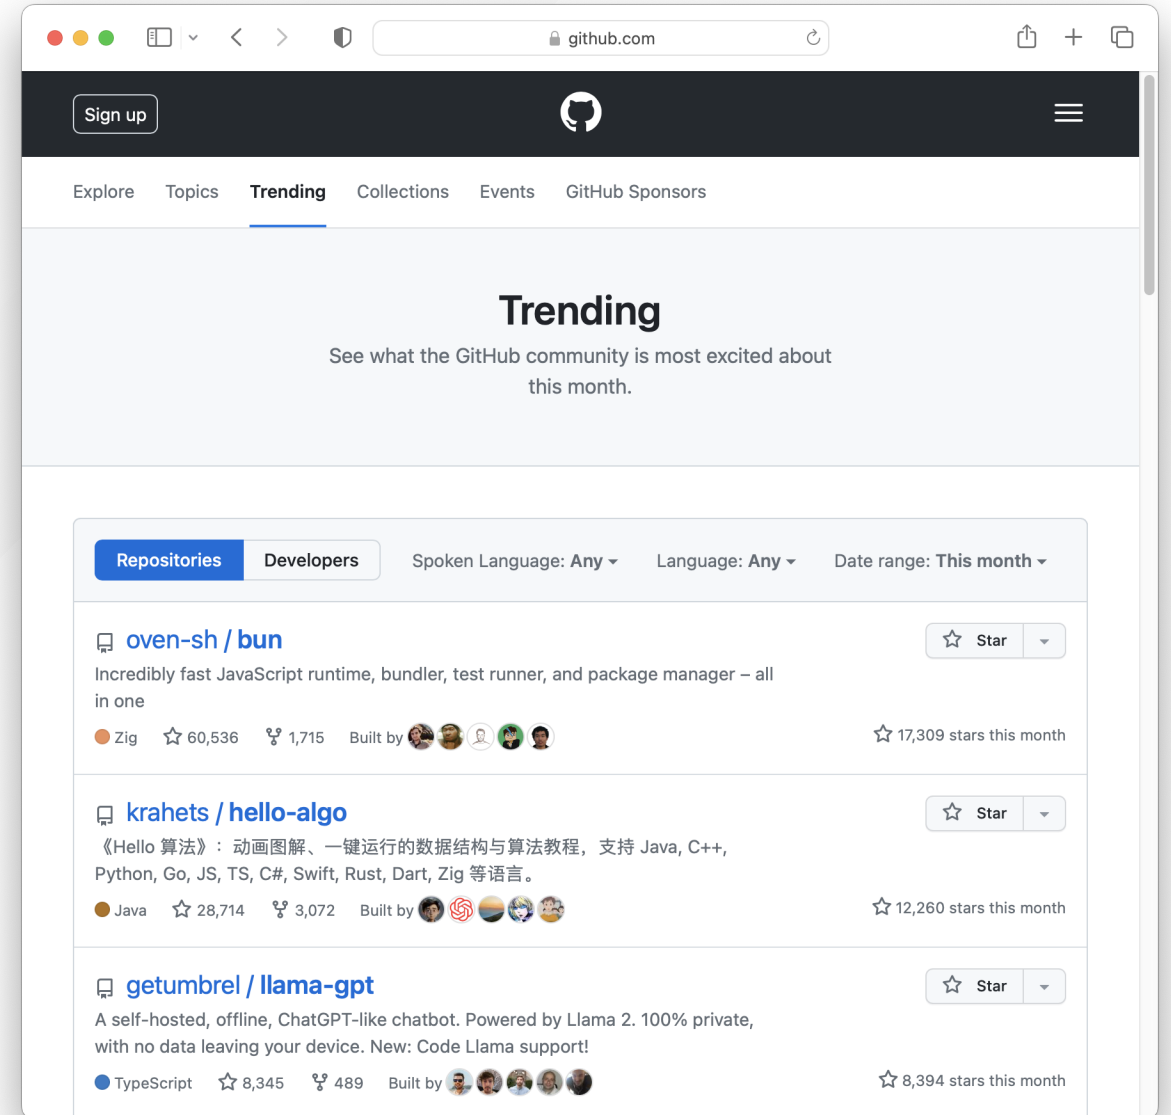 github.com
Sign up
Explore Topics Trending Collections Events GitHub Sponsors
Trending
See what the GitHub community is most excited about
this month.
Repositories Developers Spoken Language: Any Language: Any Date range: This month
oven-sh / bun Star
Incredibly fast JavaScript runtime, bundler, test runner, and package manager – all
in one
Zig 60,536 1,715 Built by 17,309 stars this month
krahets / hello-algo Star
《Hello 算法》：动画图解、一键运行的数据结构与算法教程，支持 Java, C++,
Python, Go, JS, TS, C#, Swift, Rust, Dart, Zig 等语言。
Java 28,714 3,072 Built by 12,260 stars this month
getumbrel / llama-gpt Star
A self-hosted, offline, ChatGPT-like chatbot. Powered by Llama 2. 100% private,
with no data leaving your device. New: Code Llama support!
TypeScript 8,345 489 Built by 8,394 stars this month